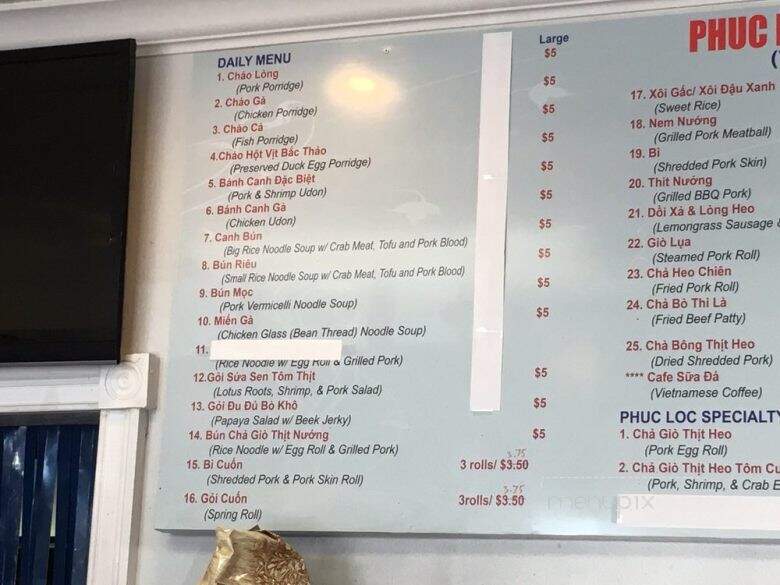 DAILY MENU
Large
1. Cháo Lòng
$5
(Pork Porridge)
2. Cháo Gà
$5
(Chicken Porridge)
3. Cháo Cá
$5
(Fish Porridge)
4.Cháo Hột Vịt Bắc Thảo
$5
(Preserved Duck Egg Porridge)
5. Bánh Canh Đặc Biệt
$5
(Pork & Shrimp Udon)
6. Bánh Canh Gà
$5
(Chicken Udon)
7. Canh Bún
$5
(Big Rice Noodle Soup w/ Crab Meat, Tofu and Pork Blood)
8. Bún Riêu
$5
(Small Rice Noodle Soup w/ Crab Meat, Tofu and Pork Blood)
9. Bún Mọc
$5
(Pork Vermicelli Noodle Soup)
10. Miến Gà
$5
(Chicken Glass (Bean Thread) Noodle Soup)
11.
(Rice Noodle w/ Egg Roll & Grilled Pork)
12.Gỏi Sứa Sen Tôm Thịt
$5
(Lotus Roots, Shrimp, & Pork Salad)
13. Gỏi Đu Đủ Bò Khô
$5
(Papaya Salad w/ Beek Jerky)
14. Bún Chả Giò Thịt Nướng
$5
(Rice Noodle w/ Egg Roll & Grilled Pork)
15. Bì Cuốn
3 rolls/ $3.50 3.75
(Shredded Pork & Pork Skin Roll)
16. Gỏi Cuốn
3rolls/ $3.50 3.75
(Spring Roll)
PHUC
17. Xôi Gấc/ Xôi Đậu Xanh
(Sweet Rice)
18. Nem Nướng
(Grilled Pork Meatball)
19. Bì
(Shredded Pork Skin)
20. Thịt Nướng
(Grilled BBQ Pork)
21. Dồi Xả & Lòng Heo
(Lemongrass Sausage &
22. Giò Lụa
(Steamed Pork Roll)
23. Chả Heo Chiên
(Fried Pork Roll)
24. Chả Bò Thì Là
(Fried Beef Patty)
25. Chà Bông Thịt Heo
(Dried Shredded Pork)
**** Cafe Sữa Đá
(Vietnamese Coffee)
PHUC LOC SPECIALTY
1. Chả Giò Thịt Heo
(Pork Egg Roll)
2. Chả Giò Thịt Heo Tôm Cu
(Pork, Shrimp, & Crab E
menupix